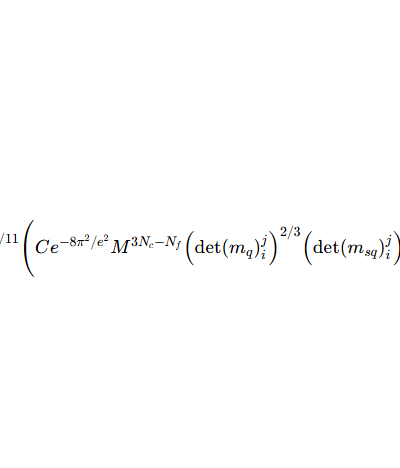 /11(Ce^{-8π²/e²} M^{3N_c−N_f} (det(m_q)_i^j)^{2/3} (det(m_{sq})_i^j)